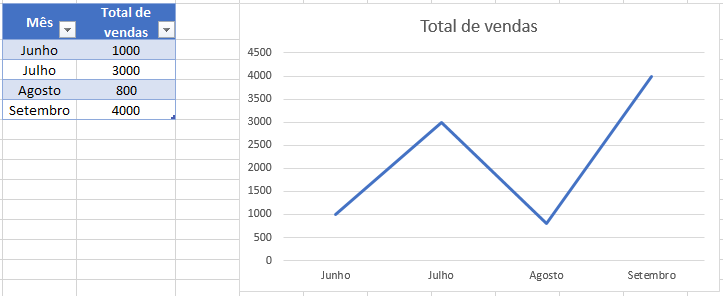 Mês Total de
vendas
Junho 1000
Julho 3000
Agosto 800
Setembro 4000
Total de vendas
4500
4000
3500
3000
2500
2000
1500
1000
500
0
Junho Julho Agosto Setembro